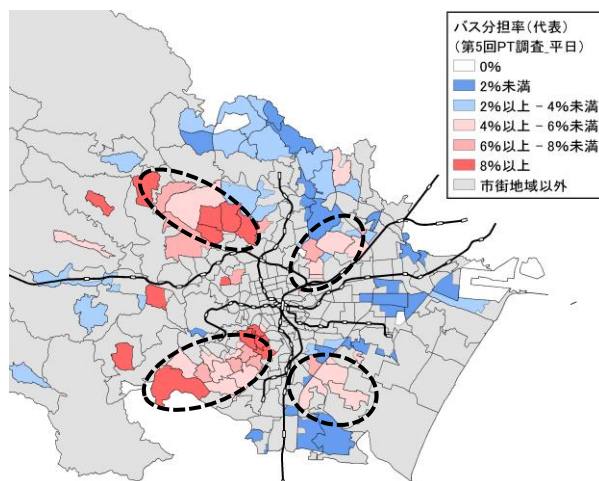 バス分担率(代表)
(第5回PT調査_平日)
0%
2%未満
2%以上 - 4%未満
4%以上 - 6%未満
6%以上 - 8%未満
8%以上
市街地域以外